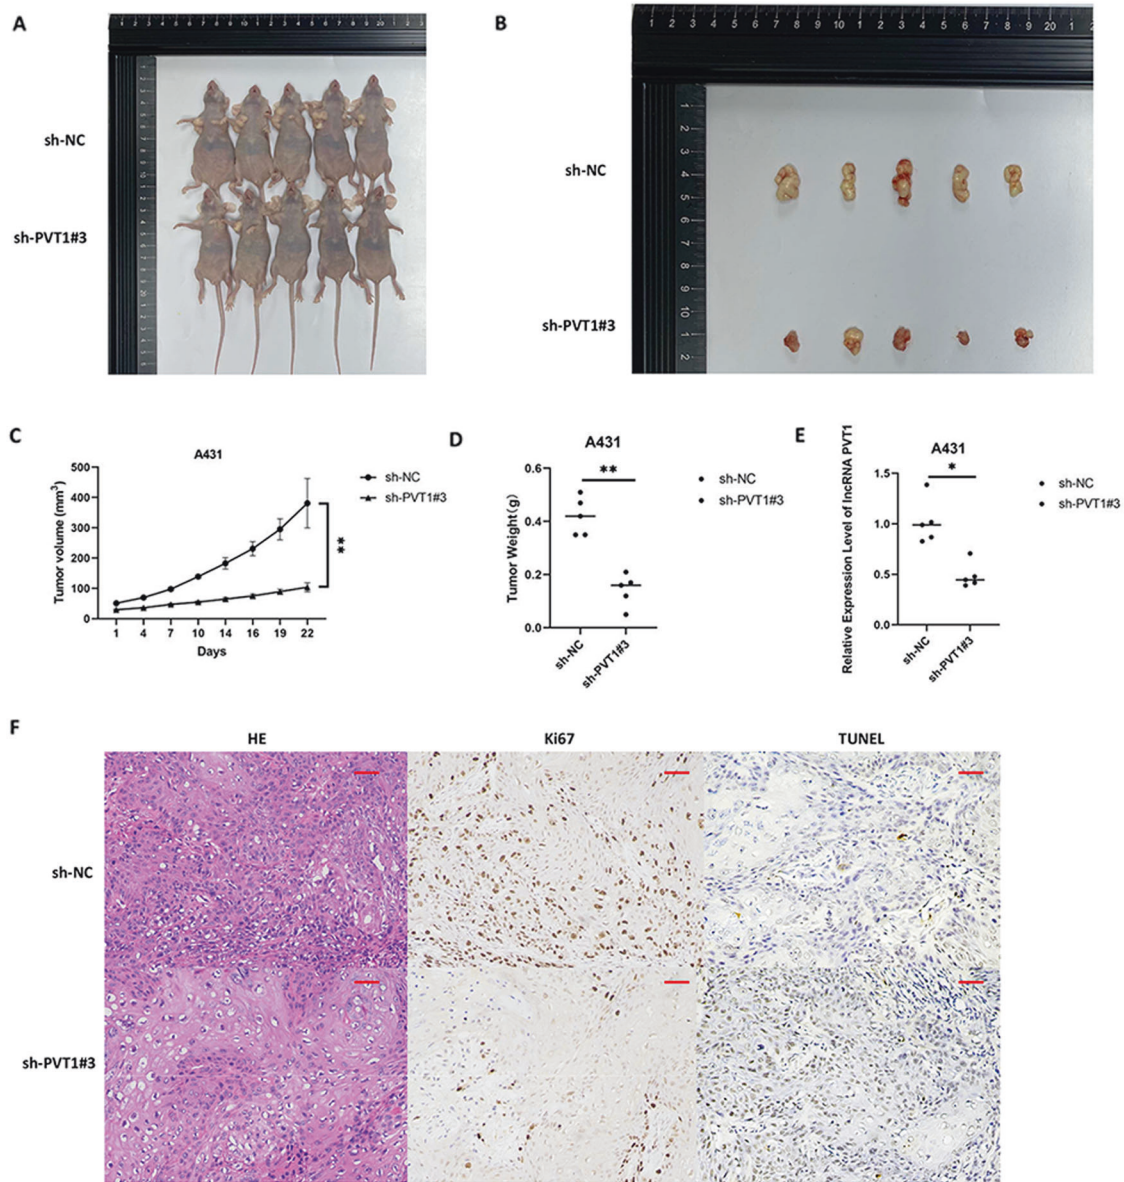 A
B
sh-NC
sh-PVT1#3
sh-NC
sh-PVT1#3
C
A431
Tumor volume (mm³)
500
400
300
200
100
0
1 4 7 10 14 16 19 22
Days
sh-NC
sh-PVT1#3
**
D
A431
Tumor Weight(g)
0.6
0.4
0.2
0.0
**
sh-NC
sh-PVT1#3
sh-NC
sh-PVT1#3
E
A431
Relative Expression Level of lncRNA PVT1
1.5
1.0
0.5
0.0
*
sh-NC
sh-PVT1#3
sh-NC
sh-PVT1#3
F
HE Ki67 TUNEL
sh-NC
sh-PVT1#3